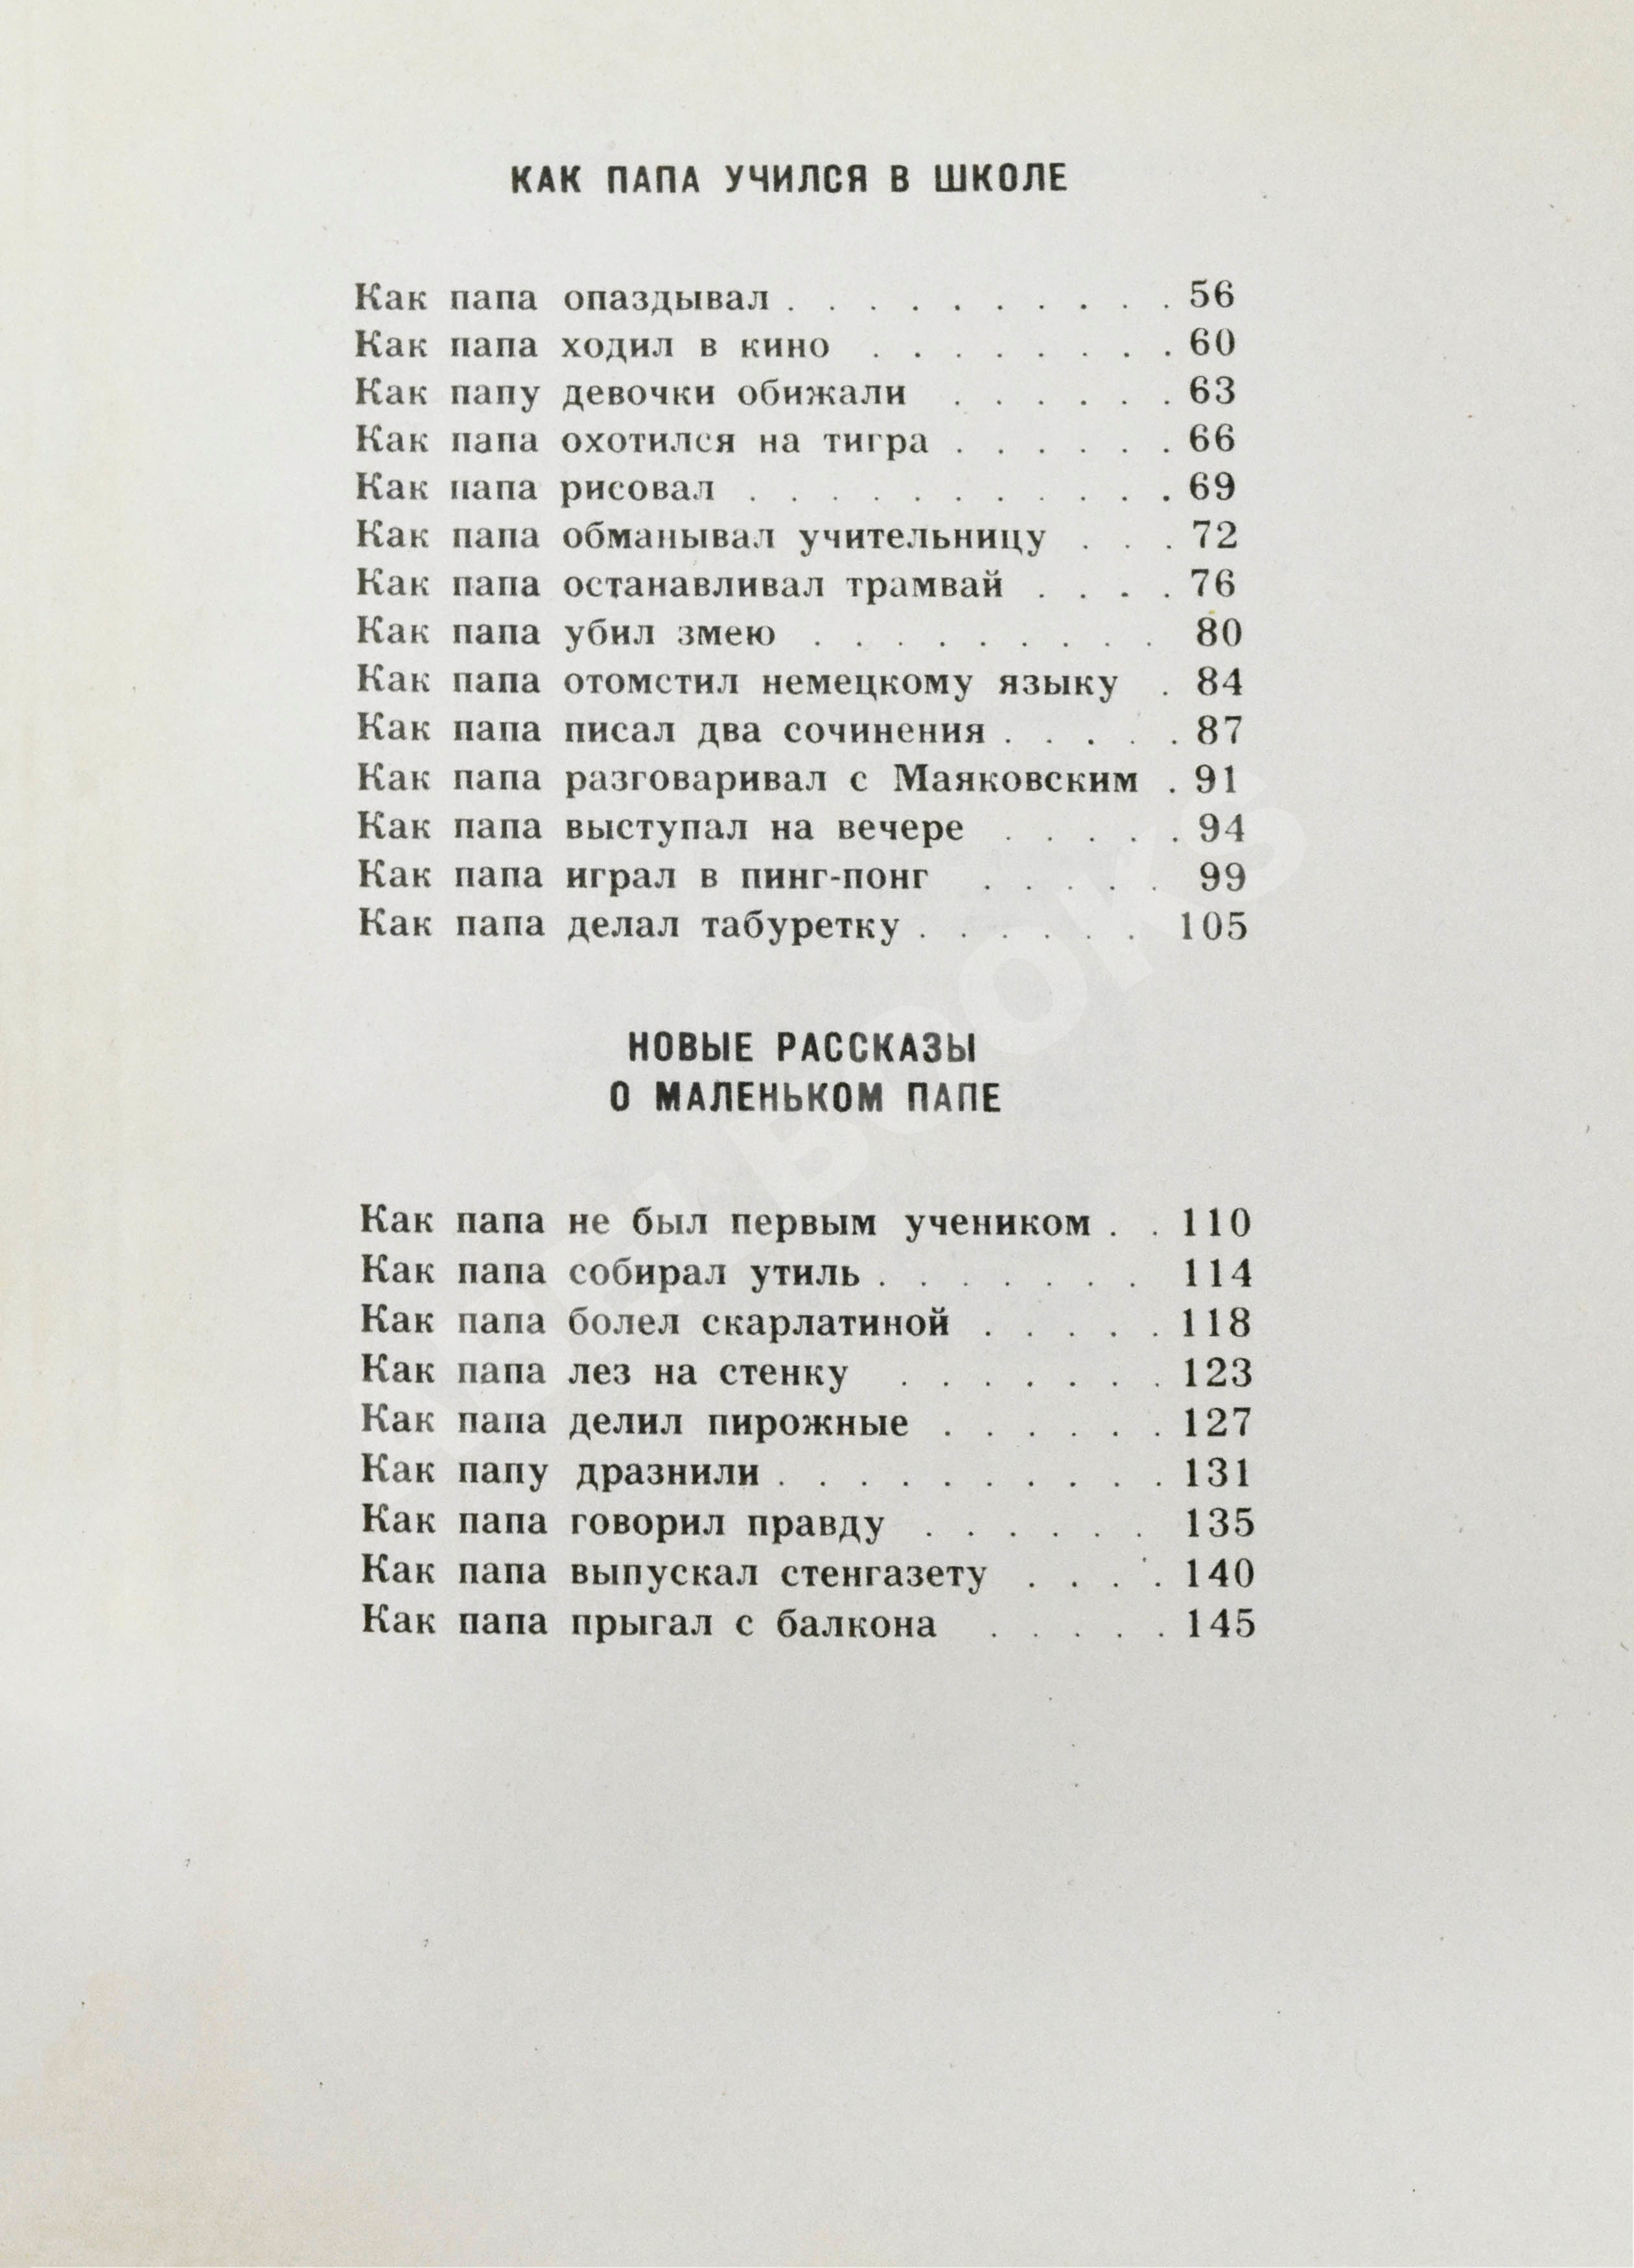 КАК ПАПА УЧИЛСЯ В ШКОЛЕ
Как папа опаздывал . . . . . . . . . . 56
Как папа ходил в кино . . . . . . . . 60
Как папу девочки обижали . . . . . . 63
Как папа охотился на тигра . . . . . . 66
Как папа рисовал . . . . . . . . . . . 69
Как папа обманывал учительницу . . . 72
Как папа останавливал трамвай . . . . 76
Как папа убил змею . . . . . . . . . 80
Как папа отомстил немецкому языку . 84
Как папа писал два сочинения . . . . . 87
Как папа разговаривал с Маяковским . 91
Как папа выступал на вечере . . . . . 94
Как папа играл в пинг-понг . . . . . 99
Как папа делал табуретку . . . . . . 105
НОВЫЕ РАССКАЗЫ
О МАЛЕНЬКОМ ПАПЕ
Как папа не был первым учеником . . 110
Как папа собирал утиль . . . . . . . 114
Как папа болел скарлатиной . . . . . 118
Как папа лез на стенку . . . . . . . 123
Как папа делил пирожные . . . . . . 127
Как папу дразнили . . . . . . . . . . 131
Как папа говорил правду . . . . . . 135
Как папа выпускал стенгазету . . . . 140
Как папа прыгал с балкона . . . . . 145